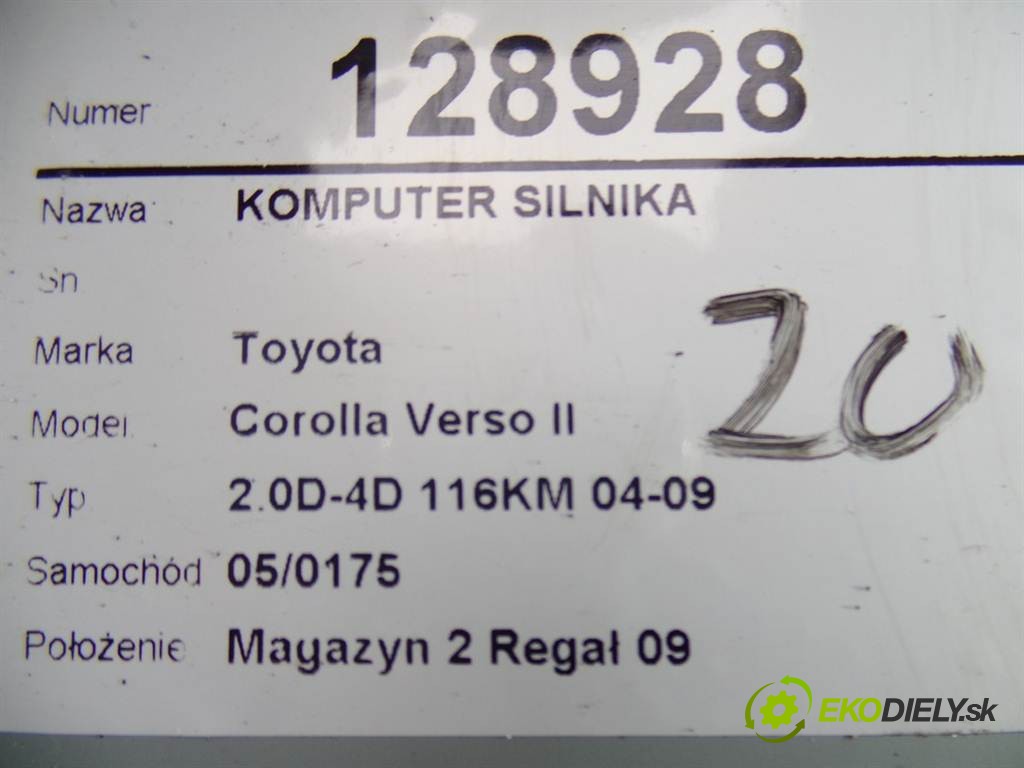 Numer 128928
Nazwa KOMPUTER SILNIKA
Sn
Marka Toyota 20
Model Corolla Verso II
Typ 2.0D-4D 116KM 04-09
Samochód 05/0175
Położenie Magazyn 2 Regał 09
EKODIELY.sk